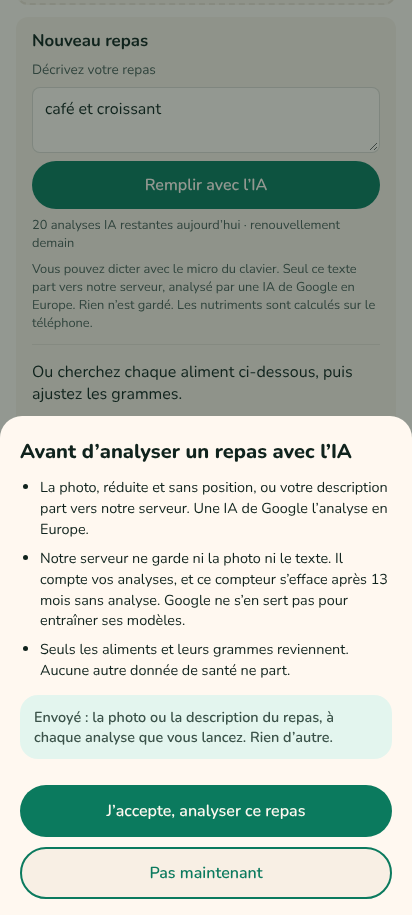 Nouveau repas
Décrivez votre repas
café et croissant
Remplir avec l’IA
20 analyses IA restantes aujourd’hui · renouvellement
demain
Vous pouvez dicter avec le micro du clavier. Seul ce texte
part vers notre serveur, analysé par une IA de Google en
Europe. Rien n’est gardé. Les nutriments sont calculés sur le
téléphone.
Ou cherchez chaque aliment ci-dessous, puis
ajustez les grammes.
Avant d’analyser un repas avec l’IA
• La photo, réduite et sans position, ou votre description
part vers notre serveur. Une IA de Google l’analyse en
Europe.
• Notre serveur ne garde ni la photo ni le texte. Il
compte vos analyses, et ce compteur s’efface après 13
mois sans analyse. Google ne s’en sert pas pour
entraîner ses modèles.
• Seuls les aliments et leurs grammes reviennent.
Aucune autre donnée de santé ne part.
Envoyé : la photo ou la description du repas, à
chaque analyse que vous lancez. Rien d’autre.
J’accepte, analyser ce repas
Pas maintenant